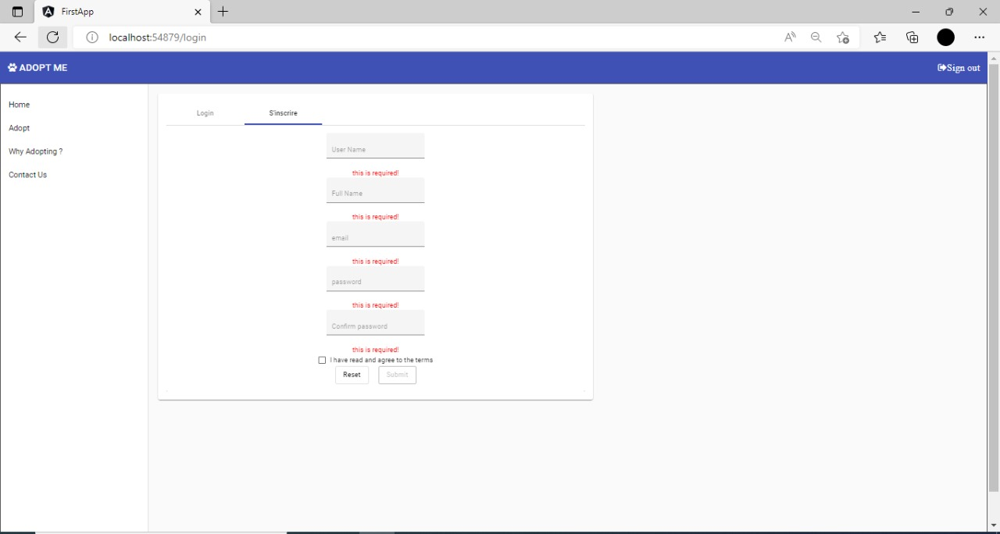 FirstApp
localhost:54879/login
ADOPT ME
Sign out
Home
Adopt
Why Adopting ?
Contact Us
Login
S'inscrire
User Name
this is required!
Full Name
this is required!
email
this is required!
password
this is required!
Confirm password
this is required!
I have read and agree to the terms
Reset
Submit